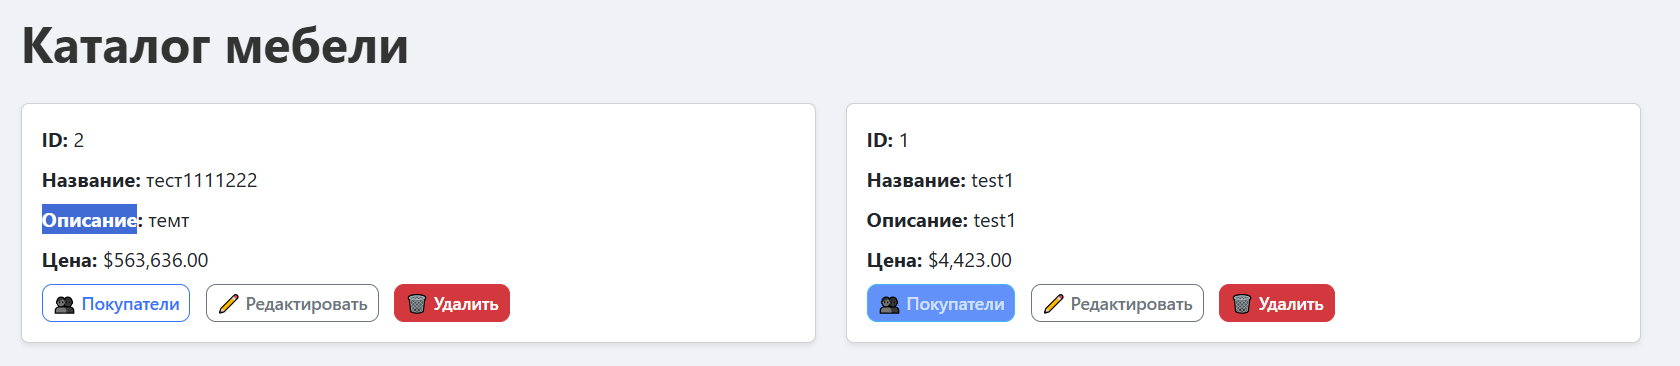 Каталог мебели
ID: 2
Название: тест1111222
Описание: темт
Цена: $563,636.00
Покупатели Редактировать Удалить
ID: 1
Название: test1
Описание: test1
Цена: $4,423.00
Покупатели Редактировать Удалить